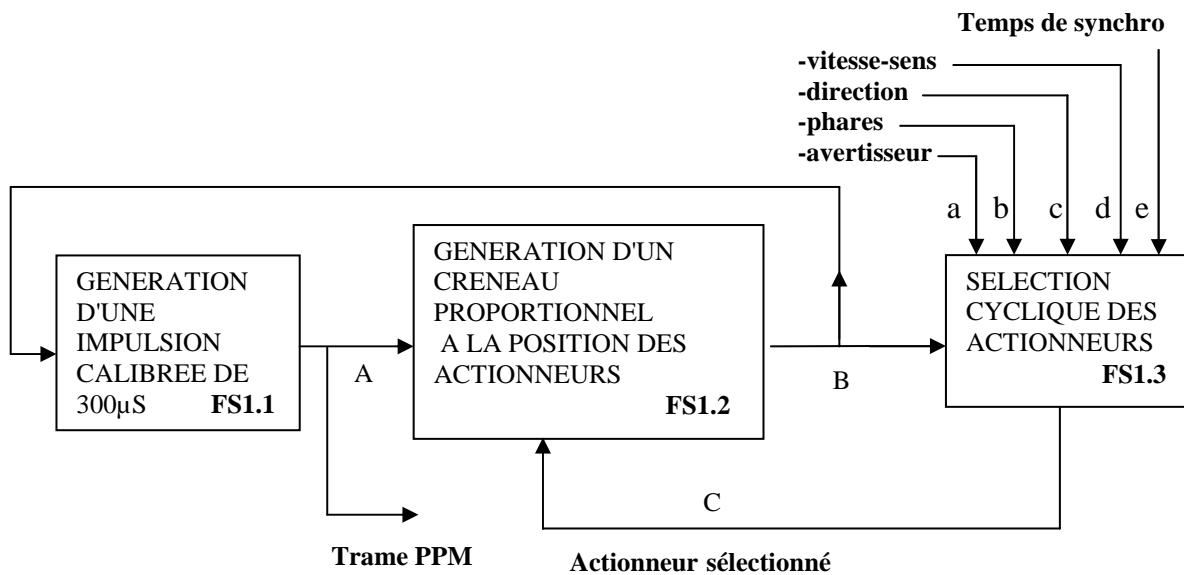 Temps de synchro
-vitesse-sens
-direction
-phares
-avertisseur
a b c d e
GENERATION
D'UNE
IMPULSION
CALIBREE DE
300µS FS1.1
A
GENERATION D'UN
CRENEAU
PROPORTIONNEL
A LA POSITION DES
ACTIONNEURS
FS1.2
B
SELECTION
CYCLIQUE DES
ACTIONNEURS
FS1.3
C
Trame PPM
Actionneur sélectionné